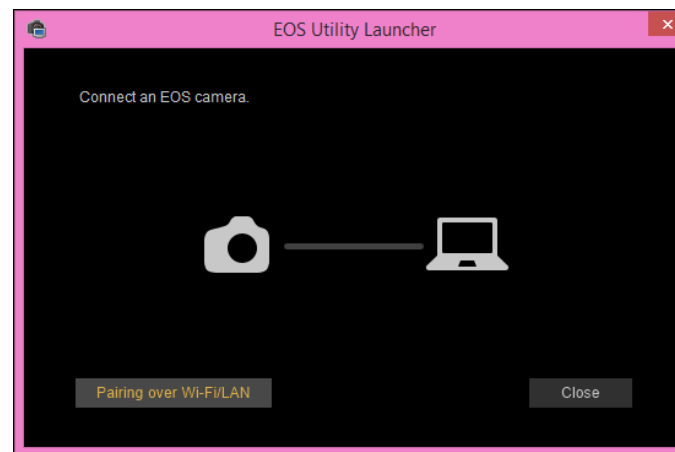 EOS Utility Launcher
Connect an EOS camera.
Pairing over Wi-Fi/LAN
Close